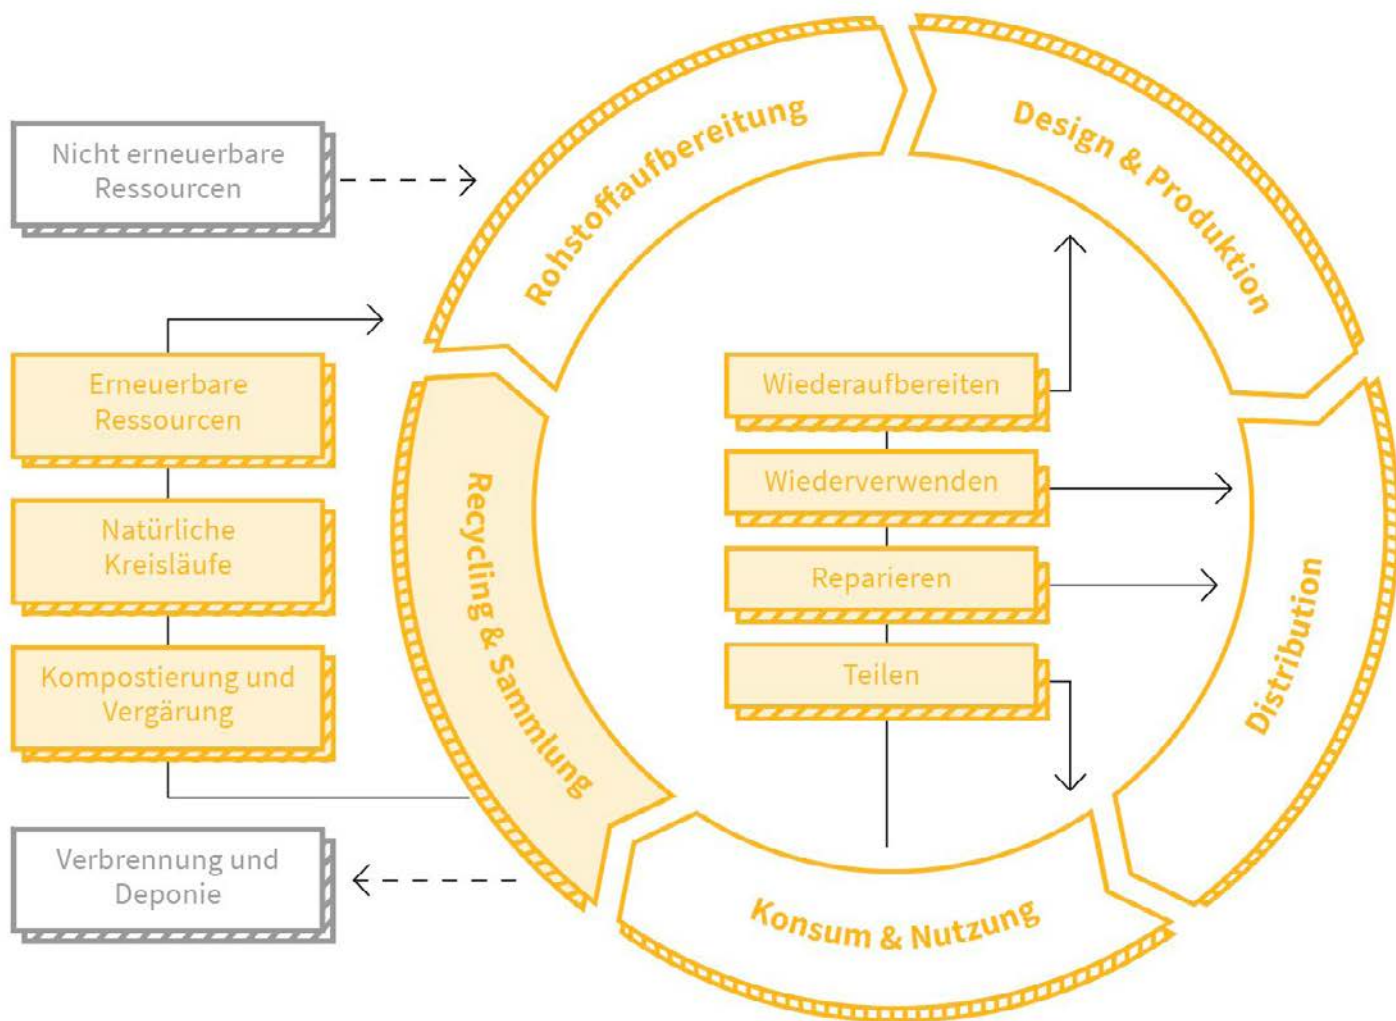 Rohstoffaufbereitung
Design & Produktion
Nicht erneuerbare
Ressourcen
Erneuerbare
Ressourcen
Wiederaufbereiten
Wiederverwenden
Natürliche
Kreisläufe
Recycling & Sammlung
Reparieren
Distribution
Teilen
Kompostierung und
Vergärung
Verbrennung und
Deponie
Konsum & Nutzung